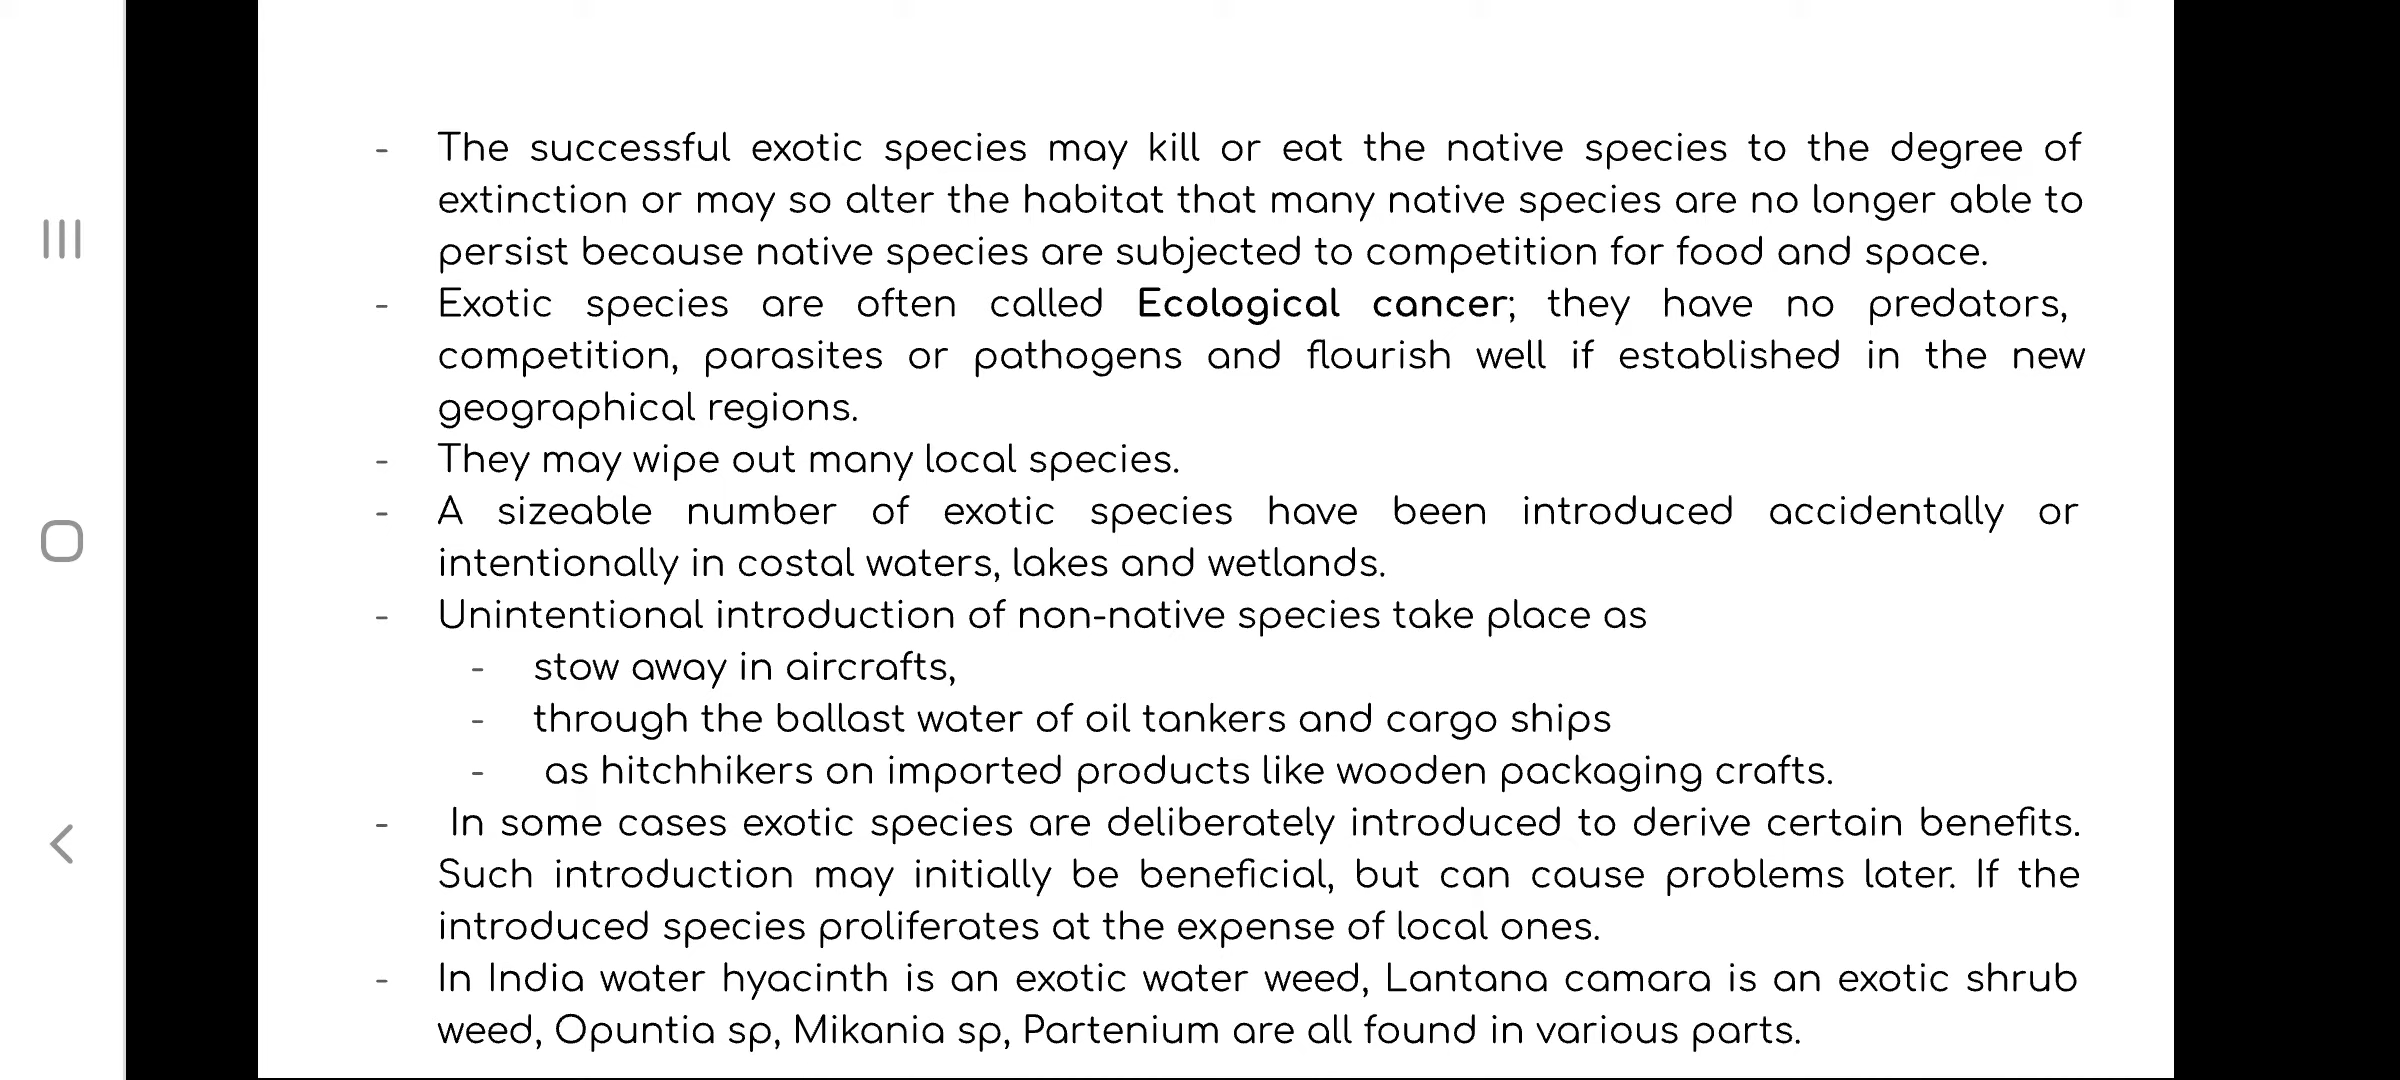 - The successful exotic species may kill or eat the native species to the degree of
extinction or may so alter the habitat that many native species are no longer able to
persist because native species are subjected to competition for food and space.
- Exotic species are often called Ecological cancer; they have no predators,
competition, parasites or pathogens and flourish well if established in the new
geographical regions.
- They may wipe out many local species.
- A sizeable number of exotic species have been introduced accidentally or
intentionally in costal waters, lakes and wetlands.
- Unintentional introduction of non-native species take place as
- stow away in aircrafts,
- through the ballast water of oil tankers and cargo ships
- as hitchhikers on imported products like wooden packaging crafts.
- In some cases exotic species are deliberately introduced to derive certain benefits.
Such introduction may initially be beneficial, but can cause problems later. If the
introduced species proliferates at the expense of local ones.
- In India water hyacinth is an exotic water weed, Lantana camara is an exotic shrub
weed, Opuntia sp, Mikania sp, Partenium are all found in various parts.